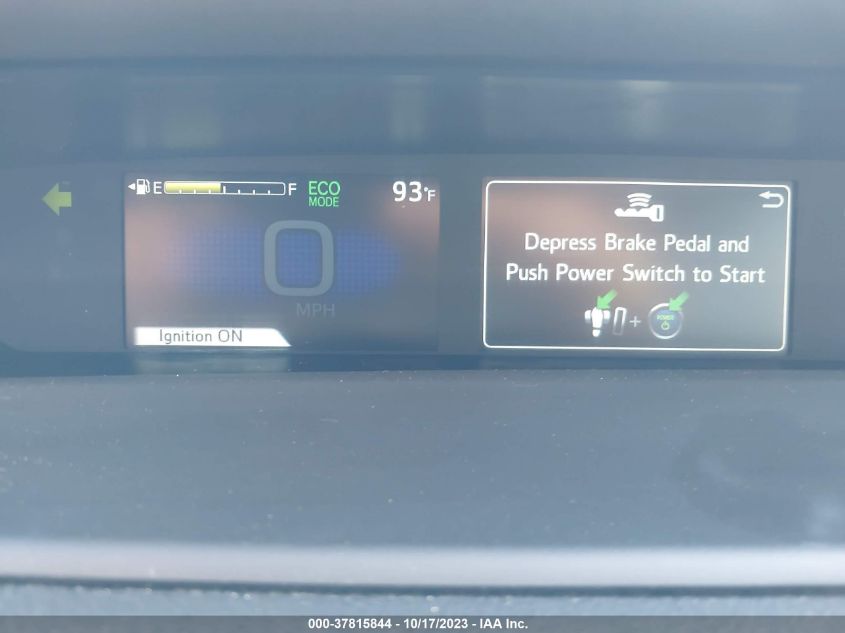 E F ECO 93°F
MODE
0
MPH
Ignition ON
Depress Brake Pedal and
Push Power Switch to Start
+ POWER
000-37815844 - 10/17/2023 - IAA Inc.